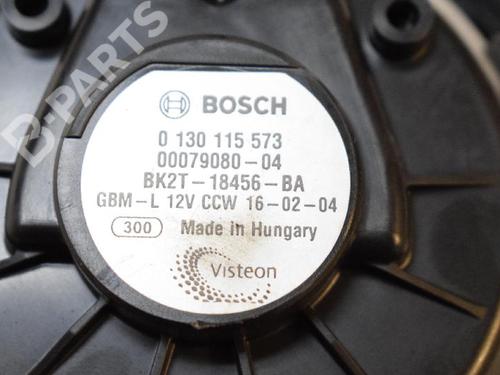 B-PARTS
BOSCH
0 130 115 573
00079080-04
BK2T-18456-BA
GBM-L 12V CCW 16-02-04
300 Made in Hungary
Visteon